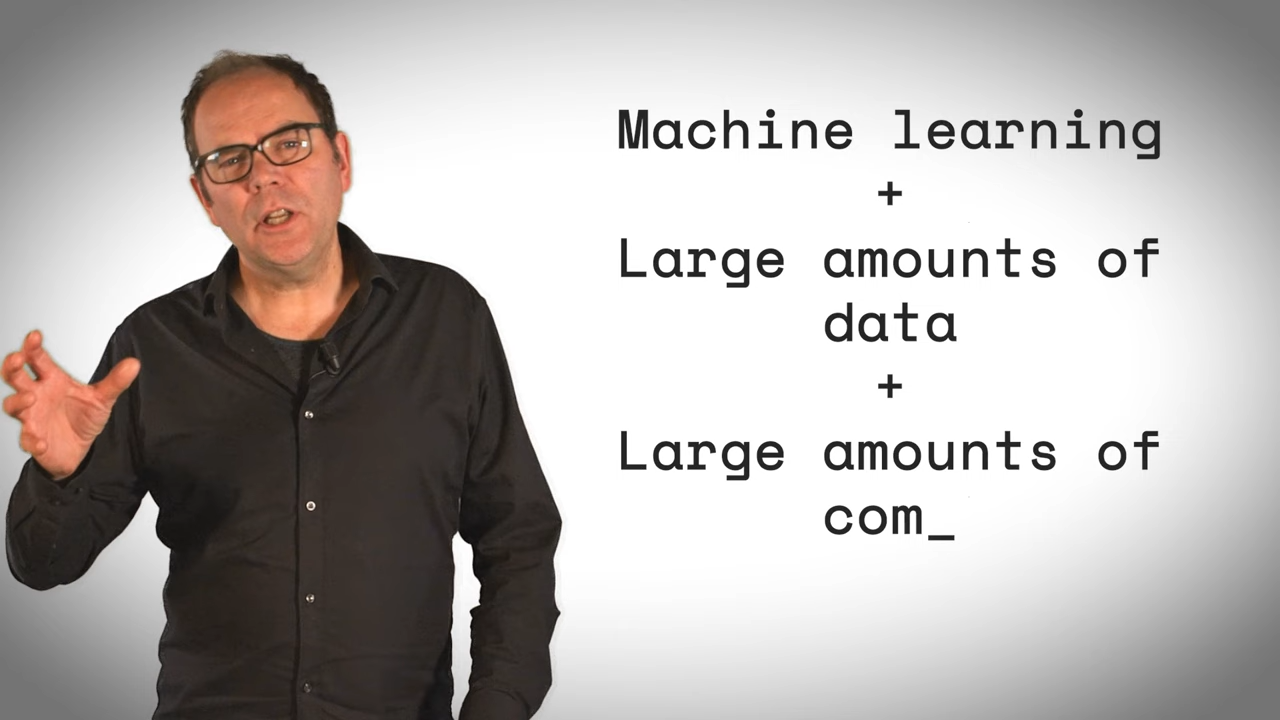 Machine learning
+
Large amounts of
data
+
Large amounts of
com_